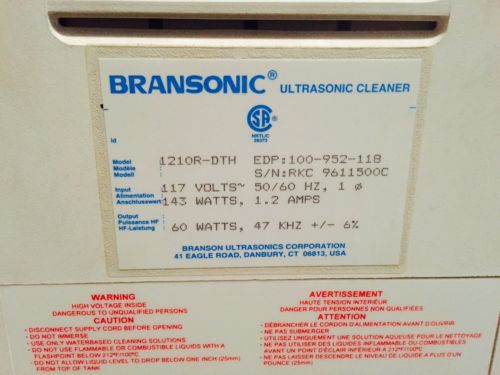 BRANSONIC® ULTRASONIC CLEANER
NRTL/C
id
Model 1210R-DTH EDP:100-952-118
Modèle:
Modell S/N:RKC 9611500C
Input 117 VOLTS~ 50/60 HZ, 1 ø
Alimentation:
Anschlusswert 143 WATTS, 1.2 AMPS
Output
Puissance HF: 60 WATTS, 47 KHZ +/- 6%
HF-Leistung
BRANSON ULTRASONICS CORPORATION
41 EAGLE ROAD, DANBURY, CT 06813, USA
WARNING
HIGH VOLTAGE INSIDE
DANGEROUS TO UNQUALIFIED PERSONS
CAUTION
- DISCONNECT SUPPLY CORD BEFORE OPENING
- DO NOT IMMERSE
- USE ONLY WATERBASED CLEANING SOLUTIONS
- DO NOT USE FLAMMABLE OR COMBUSTIBLE LIQUIDS WITH A
FLASHPOINT BELOW 212°F/100°C
- DO NOT ALLOW LIQUID LEVEL TO DROP BELOW ONE INCH (25mm)
FROM TOP OF TANK
AVERTISSEMENT
HAUTE TENSION INTERIEUR
DANGER POUR PERSONNES NON QUALIFIES
ATTENTION
- DÉBRANCHER LE CORDON D'ALIMENTATION AVANT D'OUVRIR
- NE PAS SUBMERGER
- UTILISEZ UNIQUEMENT UNE SOLUTION AQUEUSE POUR LE NETTOYAGE
- NE PAS UTILISER DES LIQUIDES INFLAMMABLE OU COMBUSTIBLES
AYANT UN POINT D'ÉCLAIR INFÉRIEUR A 212°F/100°C
- NE PAS LAISSER DESCENDRE LE NIVEAU DE LIQUIDE A PLUS D'UN
POUNCE (25mm)